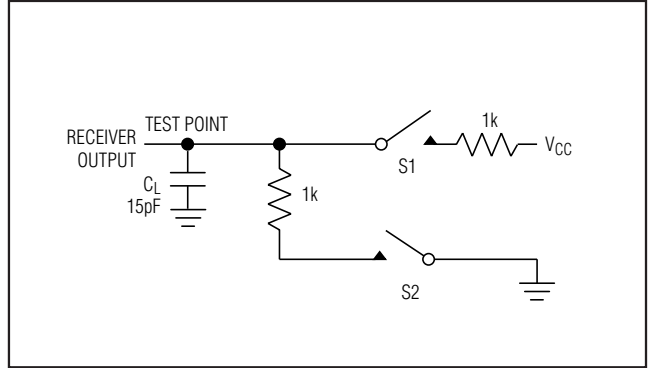 RECEIVER
OUTPUT
TEST POINT
CL
15pF
1k
S1
1k
VCC
S2